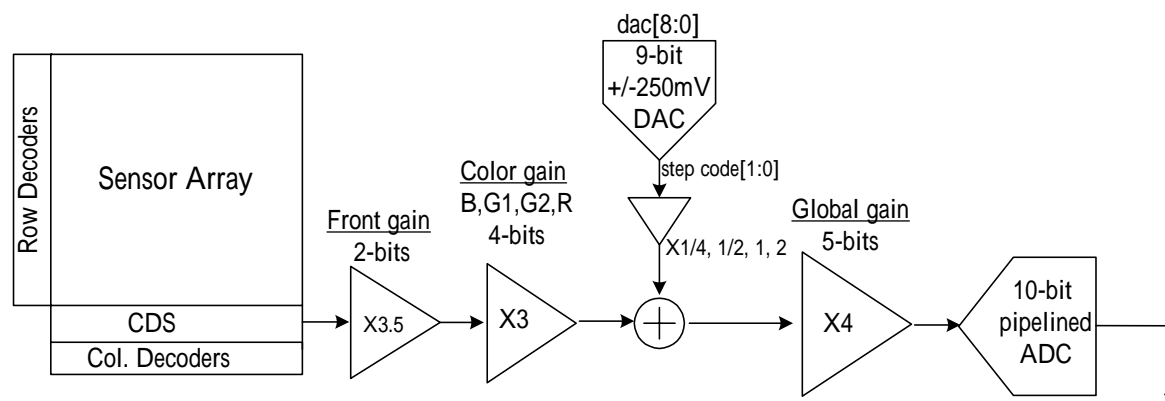 dac[8:0]
9-bit
+/-250mV
DAC
step code[1:0]
X1/4, 1/2, 1, 2
Row Decoders
Sensor Array
CDS
Col. Decoders
Front gain
2-bits
X3.5
Color gain
B,G1,G2,R
4-bits
X3
Global gain
5-bits
X4
10-bit
pipelined
ADC